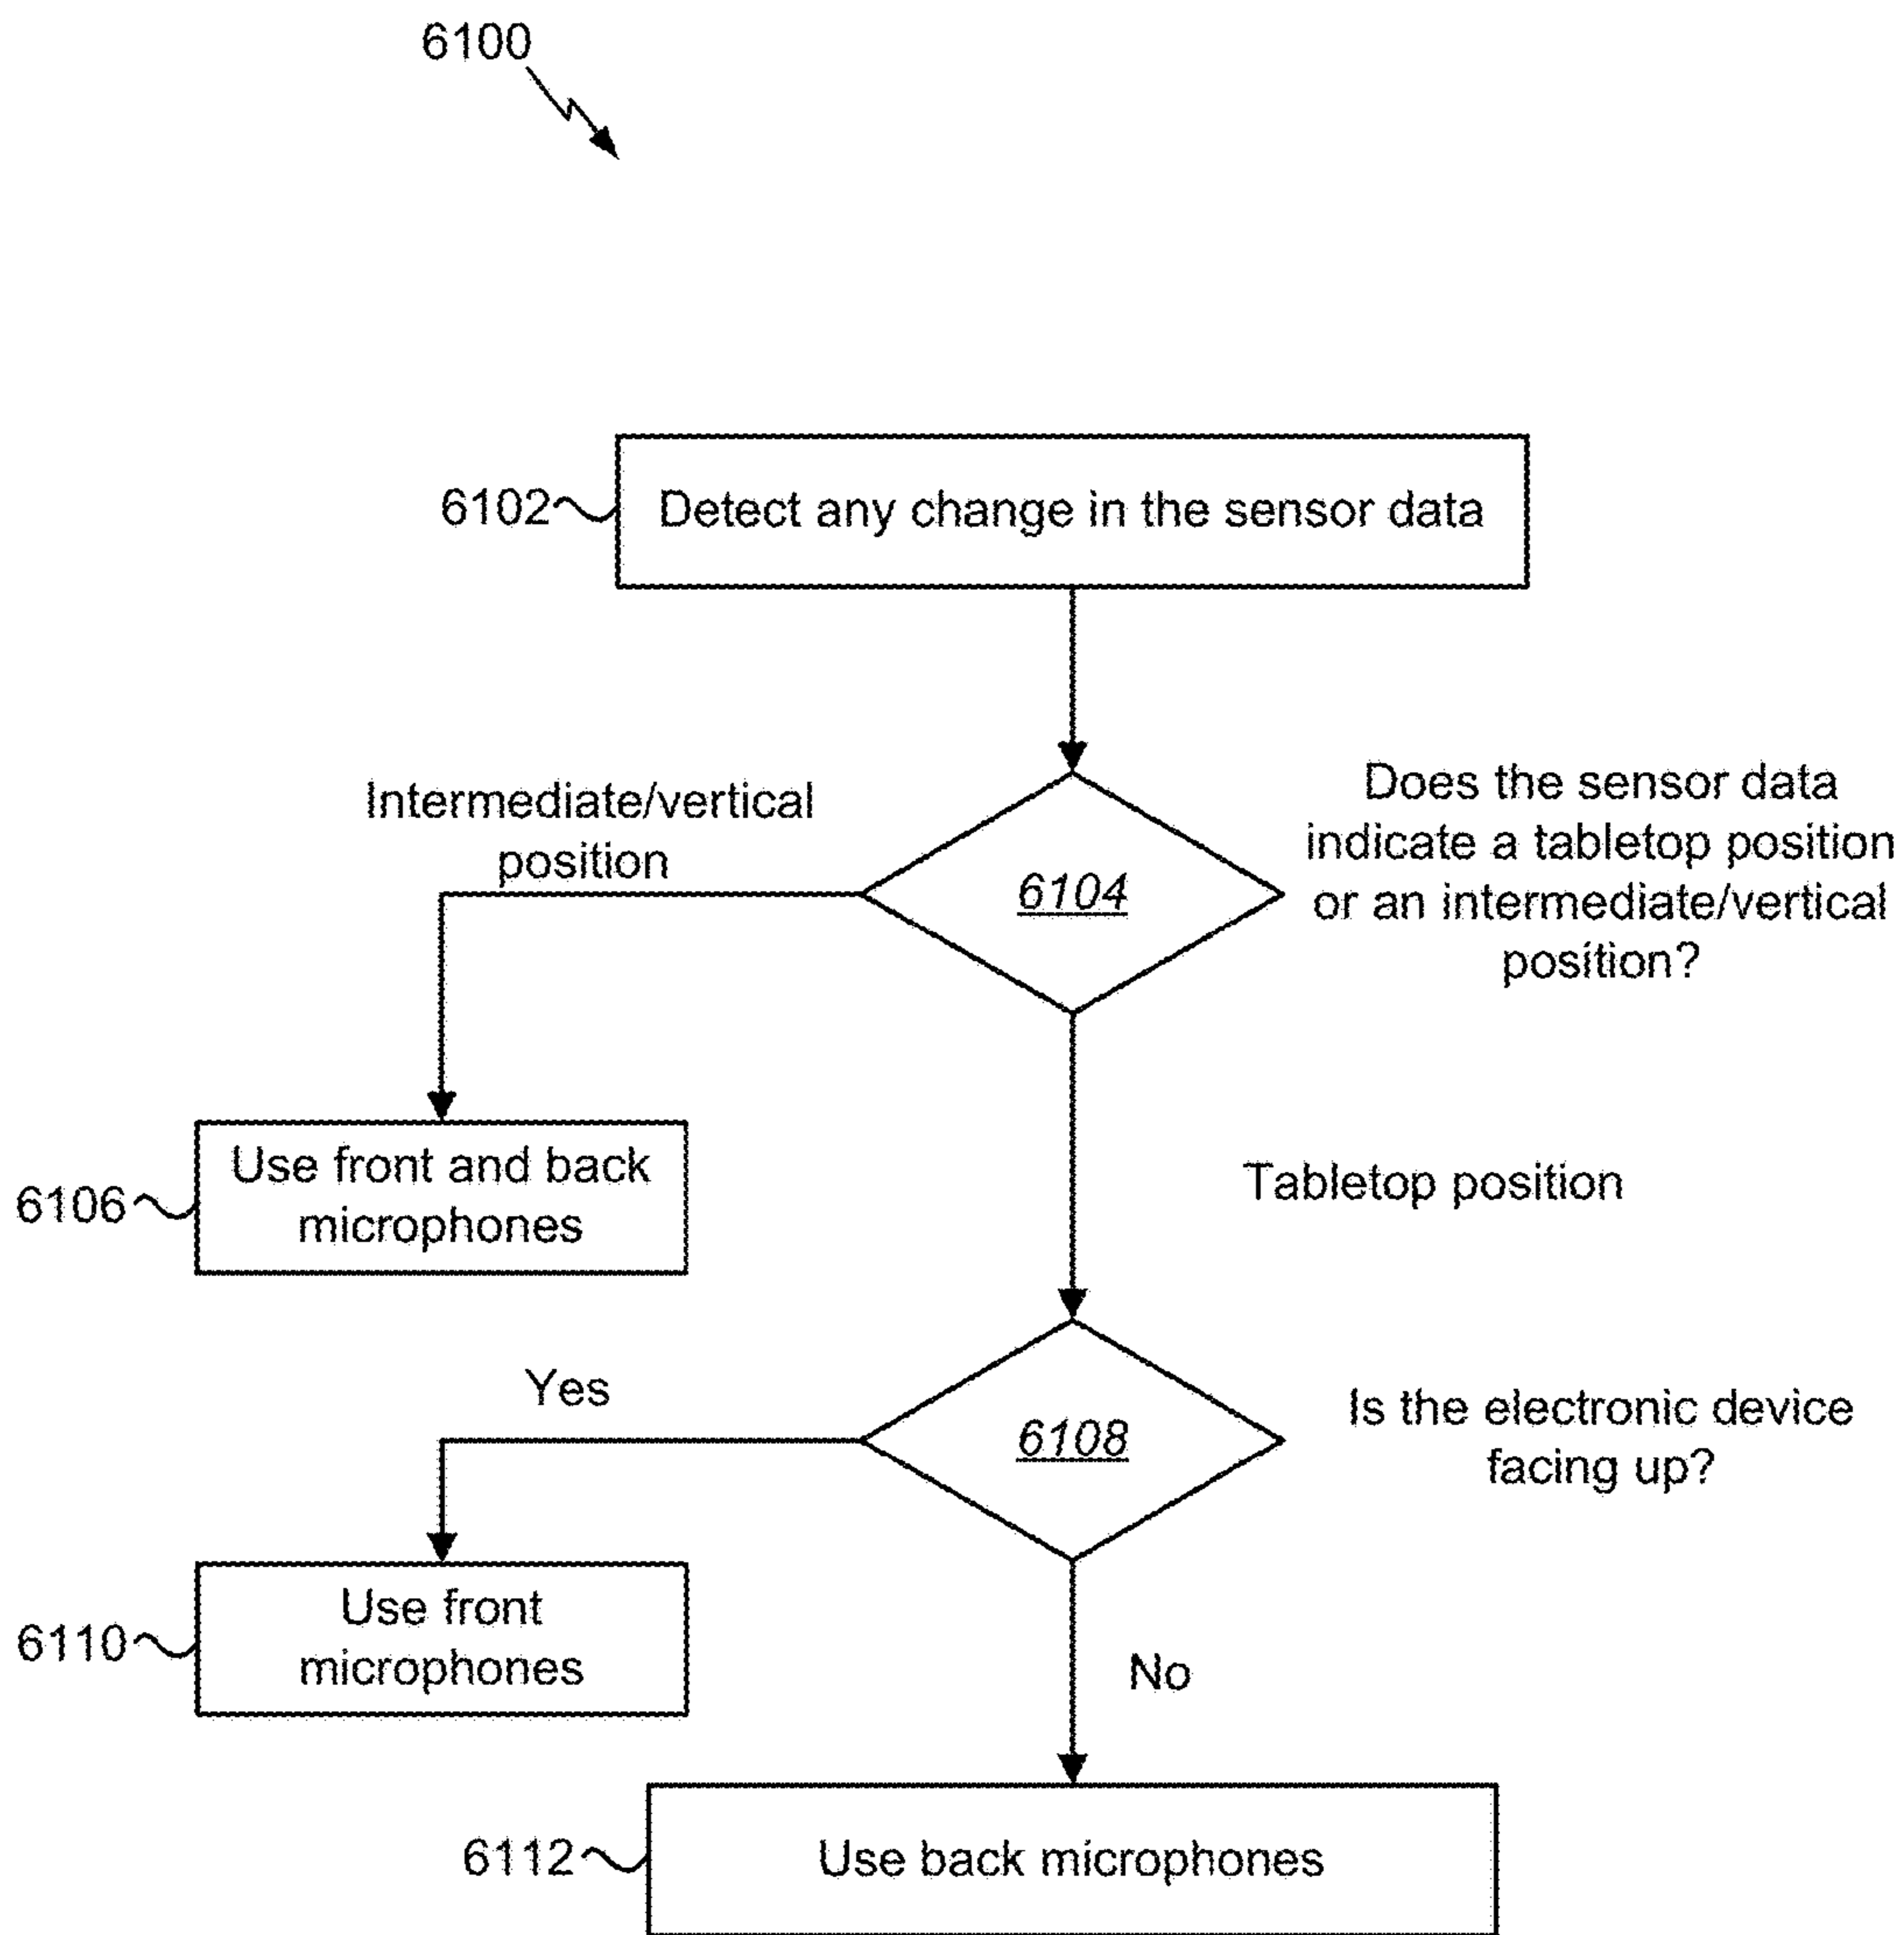 6100
6102
Detect any change in the sensor data
Intermediate/vertical
position
6104
Does the sensor data
indicate a tabletop position
or an intermediate/vertical
position?
6106
Use front and back
microphones
Tabletop position
Yes
6108
Is the electronic device
facing up?
6110
Use front
microphones
No
6112
Use back microphones